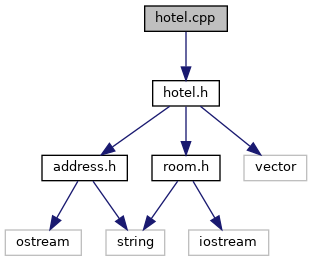 hotel.cpp
hotel.h
address.h
room.h
vector
ostream
string
iostream